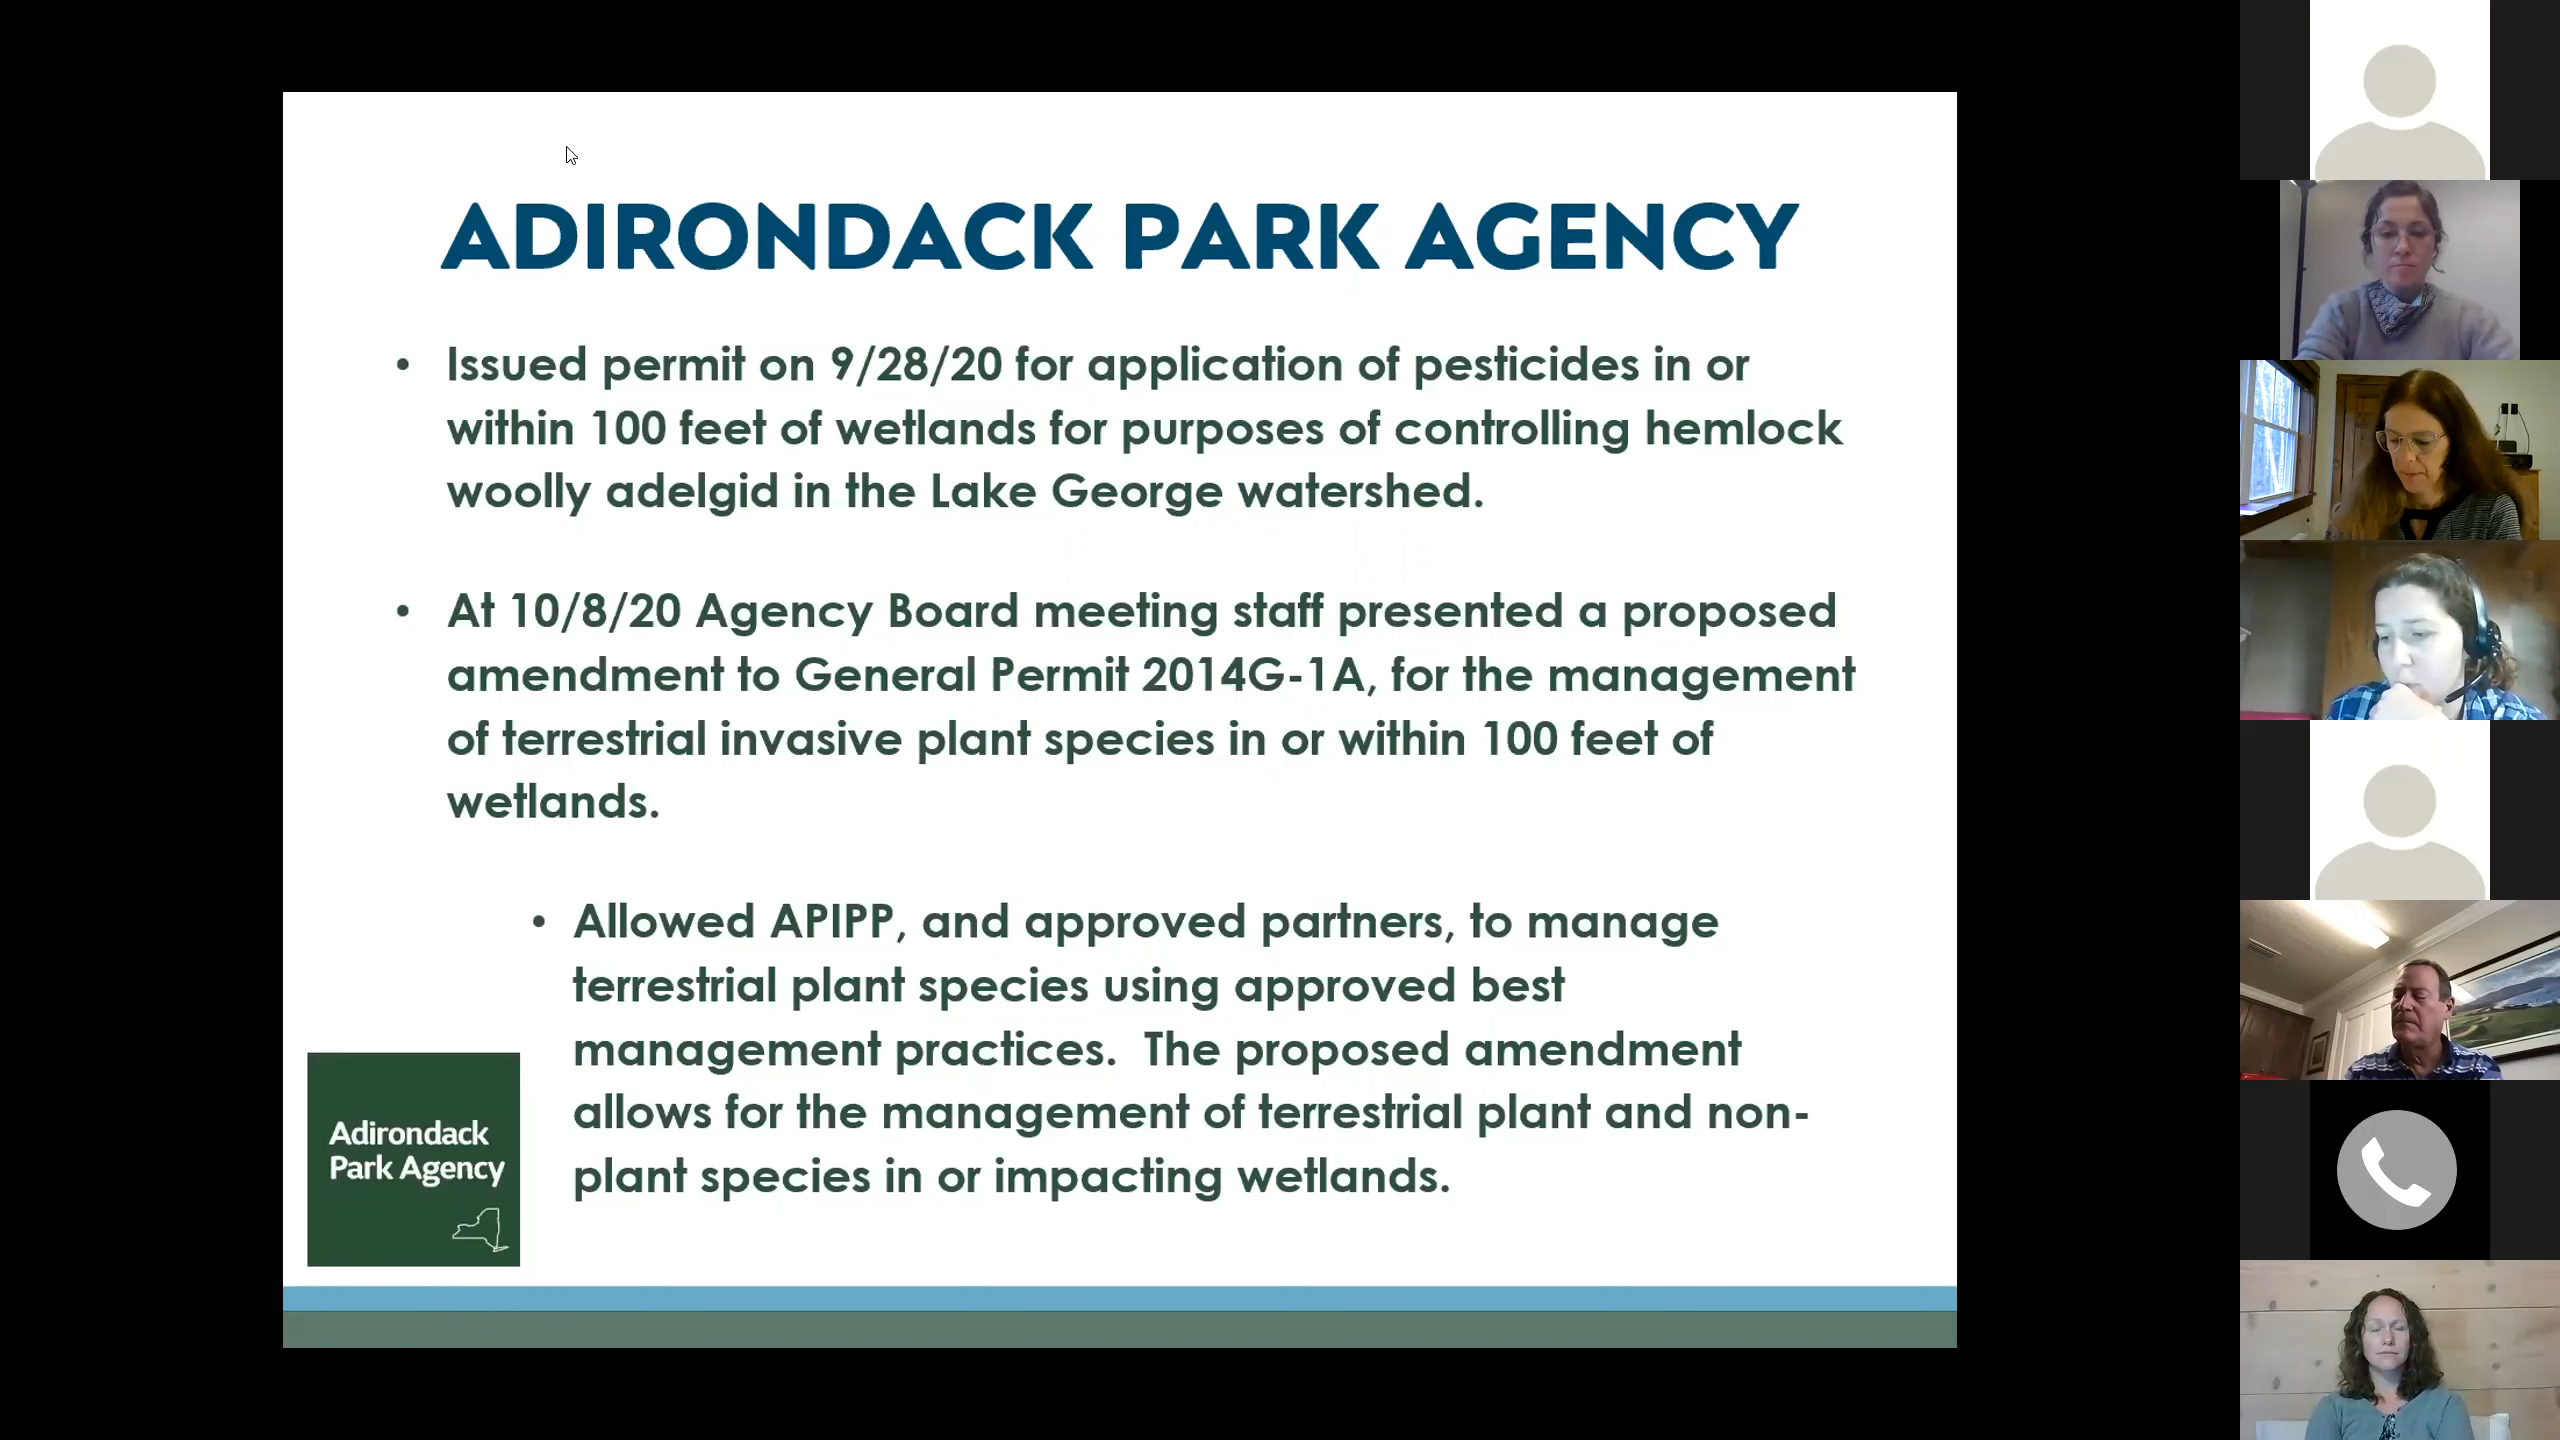 ADIRONDACK PARK AGENCY
• Issued permit on 9/28/20 for application of pesticides in or
within 100 feet of wetlands for purposes of controlling hemlock
woolly adelgid in the Lake George watershed.
• At 10/8/20 Agency Board meeting staff presented a proposed
amendment to General Permit 2014G-1A, for the management
of terrestrial invasive plant species in or within 100 feet of
wetlands.
• Allowed APIPP, and approved partners, to manage
terrestrial plant species using approved best
management practices.  The proposed amendment
allows for the management of terrestrial plant and non-
plant species in or impacting wetlands.
Adirondack
Park Agency